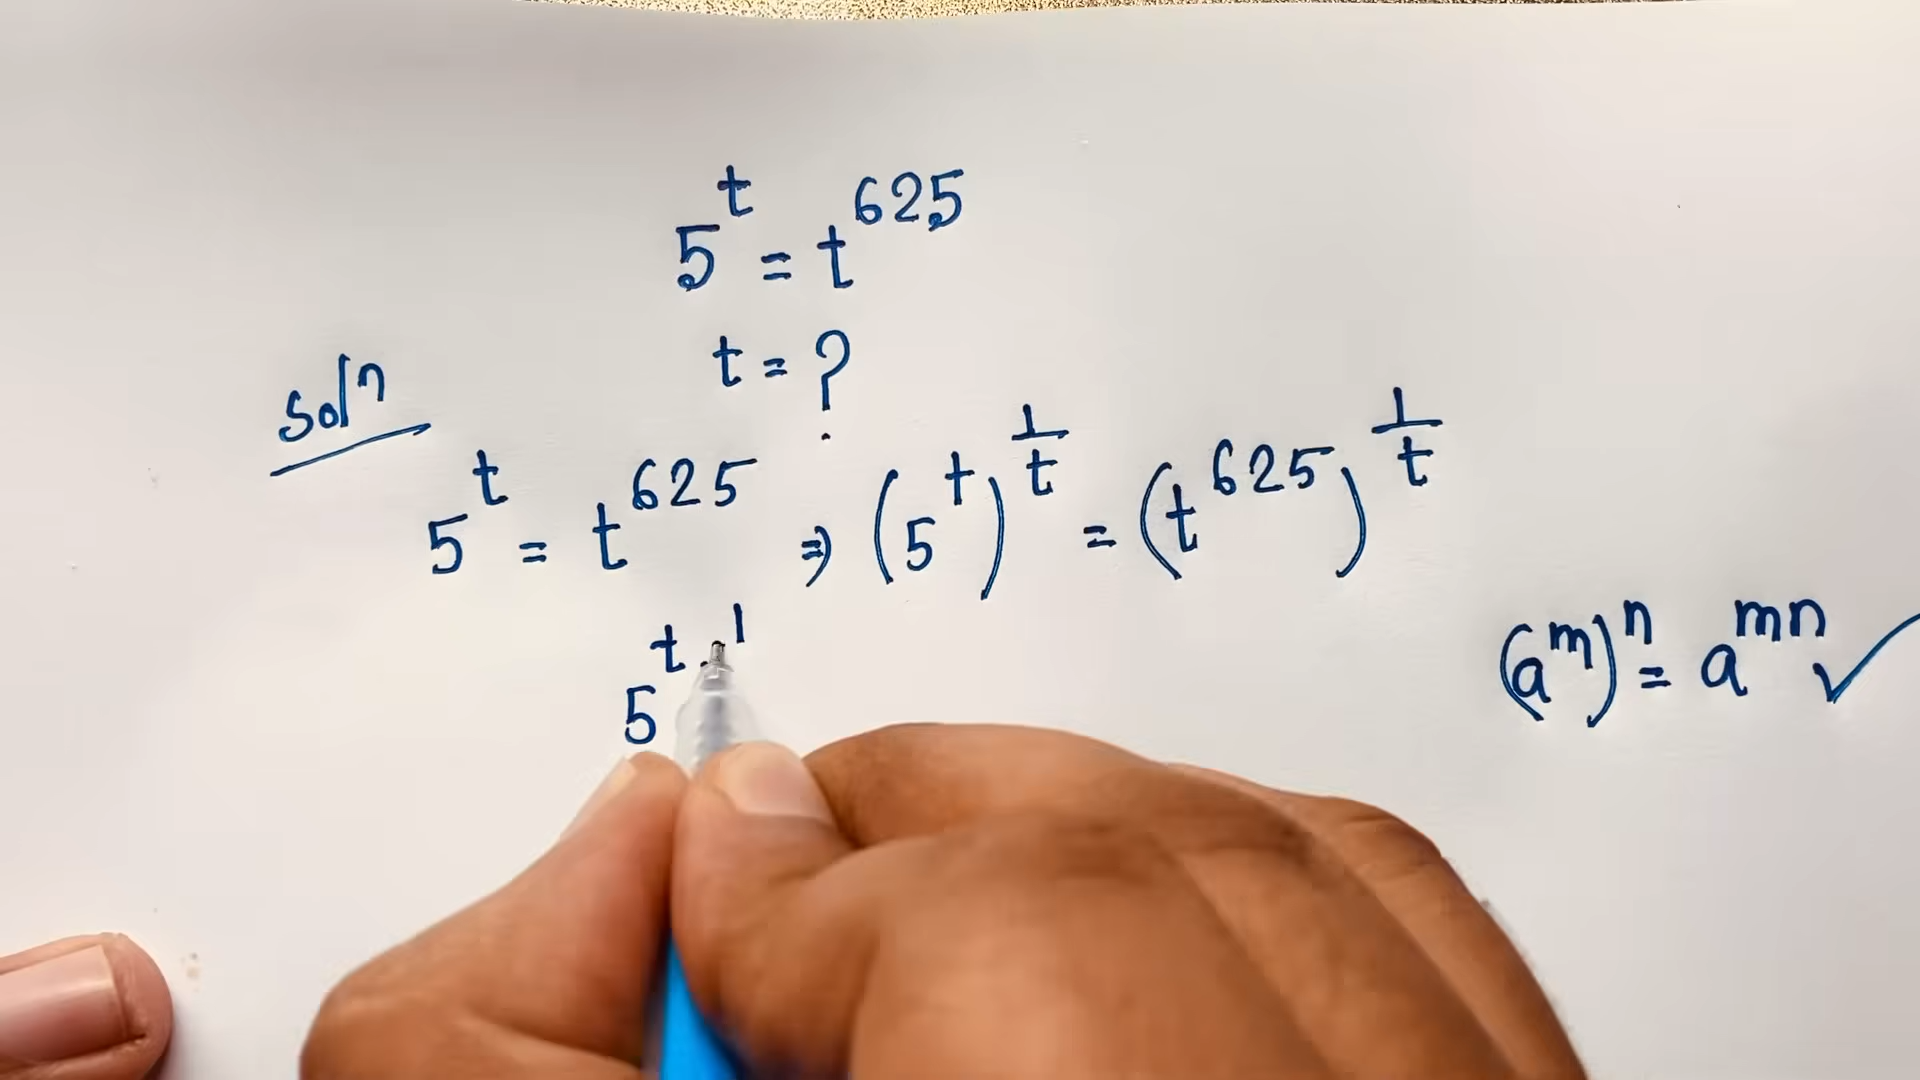 5^t = t^625
t = ?
Soln
5^t = t^625 ⇒ (5^t)^(1/t) = (t^625)^(1/t)
(a^m)^n = a^mn ✓
5^t·1